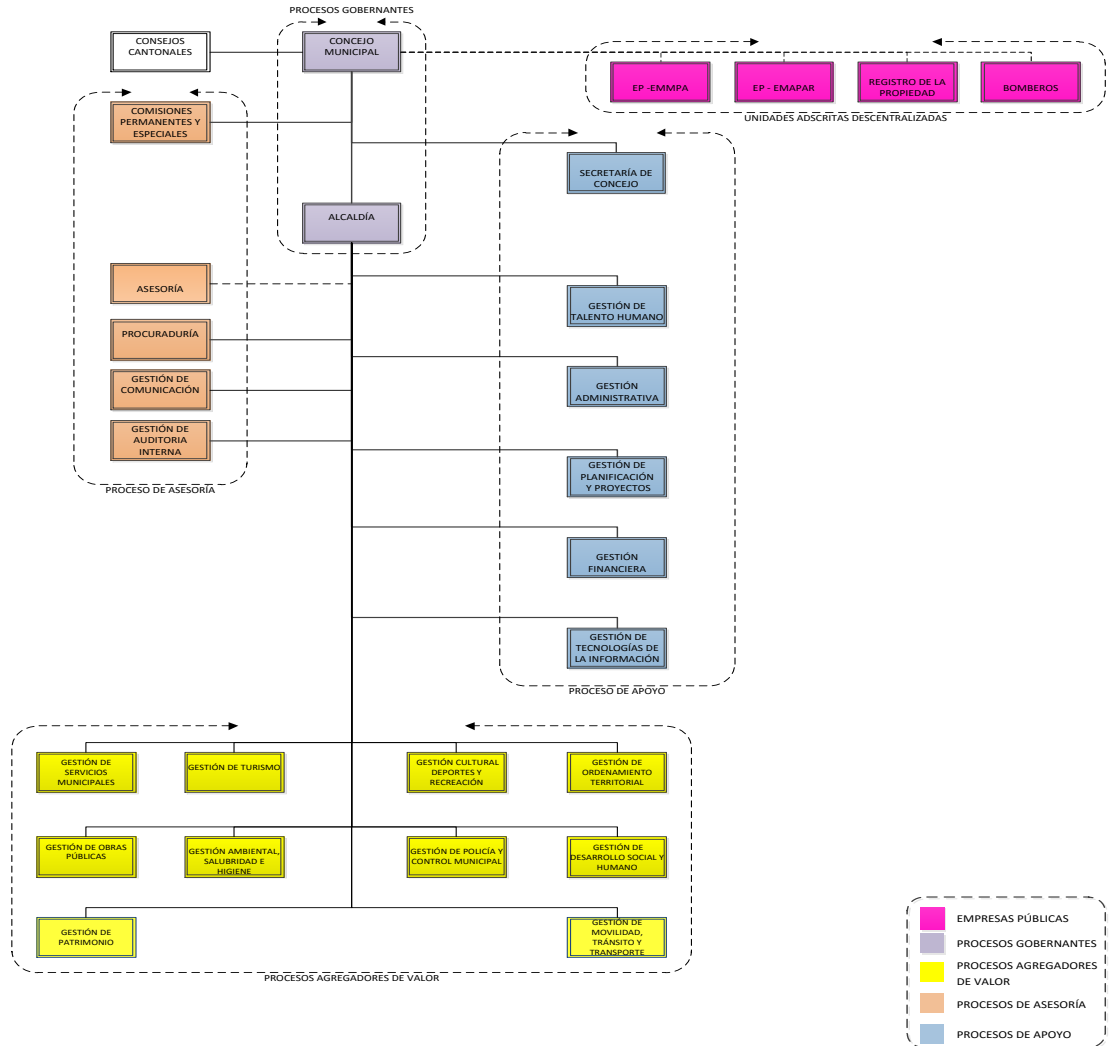 PROCESOS GOBERNANTES
CONSEJOS
CANTONALES
CONCEJO
MUNICIPAL
EP -EMMPA
EP - EMAPAR
REGISTRO DE LA
PROPIEDAD
BOMBEROS
UNIDADES ADSCRITAS DESCENTRALIZADAS
COMISIONES
PERMANENTES Y
ESPECIALES
SECRETARÍA DE
CONCEJO
ALCALDÍA
ASESORÍA
PROCURADURÍA
GESTIÓN DE
COMUNICACIÓN
GESTIÓN DE
AUDITORIA
INTERNA
PROCESO DE ASESORÍA
GESTIÓN DE
TALENTO HUMANO
GESTIÓN
ADMINISTRATIVA
GESTIÓN DE
PLANIFICACIÓN
Y PROYECTOS
GESTIÓN
FINANCIERA
GESTIÓN DE
TECNOLOGÍAS DE
LA INFORMACIÓN
PROCESO DE APOYO
GESTIÓN DE
SERVICIOS
MUNICIPALES
GESTIÓN DE TURISMO
GESTIÓN CULTURAL
DEPORTES Y
RECREACIÓN
GESTIÓN DE
ORDENAMIENTO
TERRITORIAL
GESTIÓN DE OBRAS
PÚBLICAS
GESTIÓN AMBIENTAL,
SALUBRIDAD E
HIGIENE
GESTIÓN DE POLICÍA Y
CONTROL MUNICIPAL
GESTIÓN DE
DESARROLLO SOCIAL Y
HUMANO
GESTIÓN DE
PATRIMONIO
GESTIÓN DE
MOVILIDAD,
TRÁNSITO Y
TRANSPORTE
PROCESOS AGREGADORES DE VALOR
EMPRESAS PÚBLICAS
PROCESOS GOBERNANTES
PROCESOS AGREGADORES
DE VALOR
PROCESOS DE ASESORÍA
PROCESOS DE APOYO